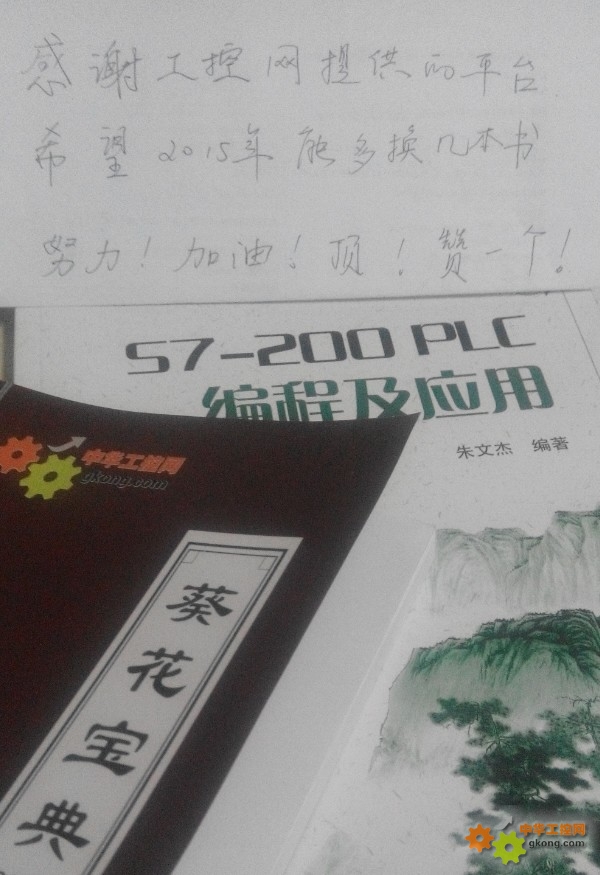 感谢工控网提供的平台
希望2015年能多换几本书
努力！加油！顶！赞一个！
S7-200 PLC
编程及应用
朱文杰 编著
中华工控网
gkong.com
葵花宝典
中华工控网
gkong.com